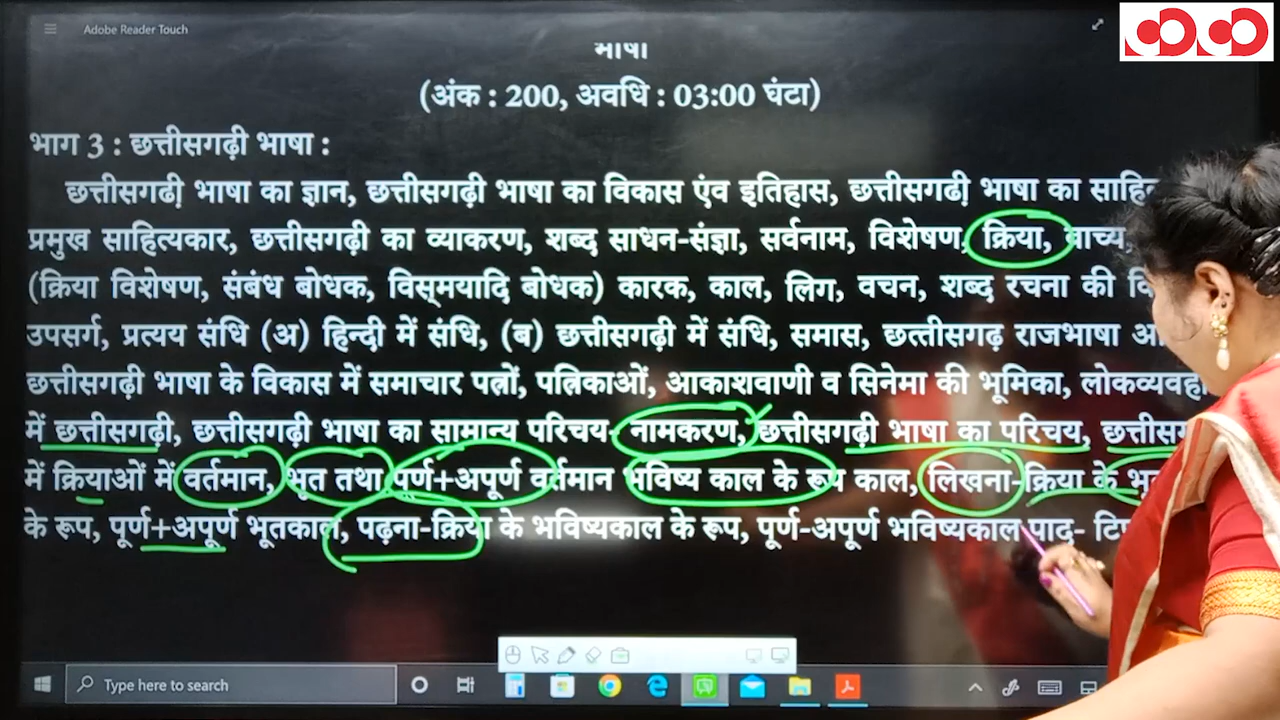 Adobe Reader Touch
भाषा
(अंक : 200, अवधि : 03:00 घंटा)
भाग 3 : छत्तीसगढ़ी भाषा :
छत्तीसगढी़ भाषा का ज्ञान, छत्तीसगढ़ी भाषा का विकास एंव इतिहास, छत्तीसगढी़ भाषा का
प्रमुख साहित्यकार, छत्तीसगढ़ी का व्याकरण, शब्द साधन-संज्ञा, सर्वनाम, विशेषण, क्रिया, वाच्य,
(क्रिया विशेषण, संबंध बोधक, विस्मयादि बोधक) कारक, काल, लिग, वचन, शब्द रचना की
उपसर्ग, प्रत्यय संधि (अ) हिन्दी में संधि, (ब) छत्तीसगढ़ी में संधि, समास, छत्तीसगढ़ राजभाषा
छत्तीसगढ़ी भाषा के विकास में समाचार पत्रों, पत्रिकाओं, आकाशवाणी व सिनेमा की भूमिका,
में छत्तीसगढ़ी, छत्तीसगढ़ी भाषा का सामान्य परिचय, नामकरण, छत्तीसगढ़ी भाषा का परिचय,
में क्रियाओं में वर्तमान, भूत तथा पूर्ण+अपूर्ण वर्तमान भविष्य काल के रूप काल, लिखना-क्रिया के
के रूप, पूर्ण+अपूर्ण भूतकाल, पढ़ना-क्रिया के भविष्यकाल के रूप, पूर्ण-अपूर्ण भविष्यकाल पाद-
Type here to search